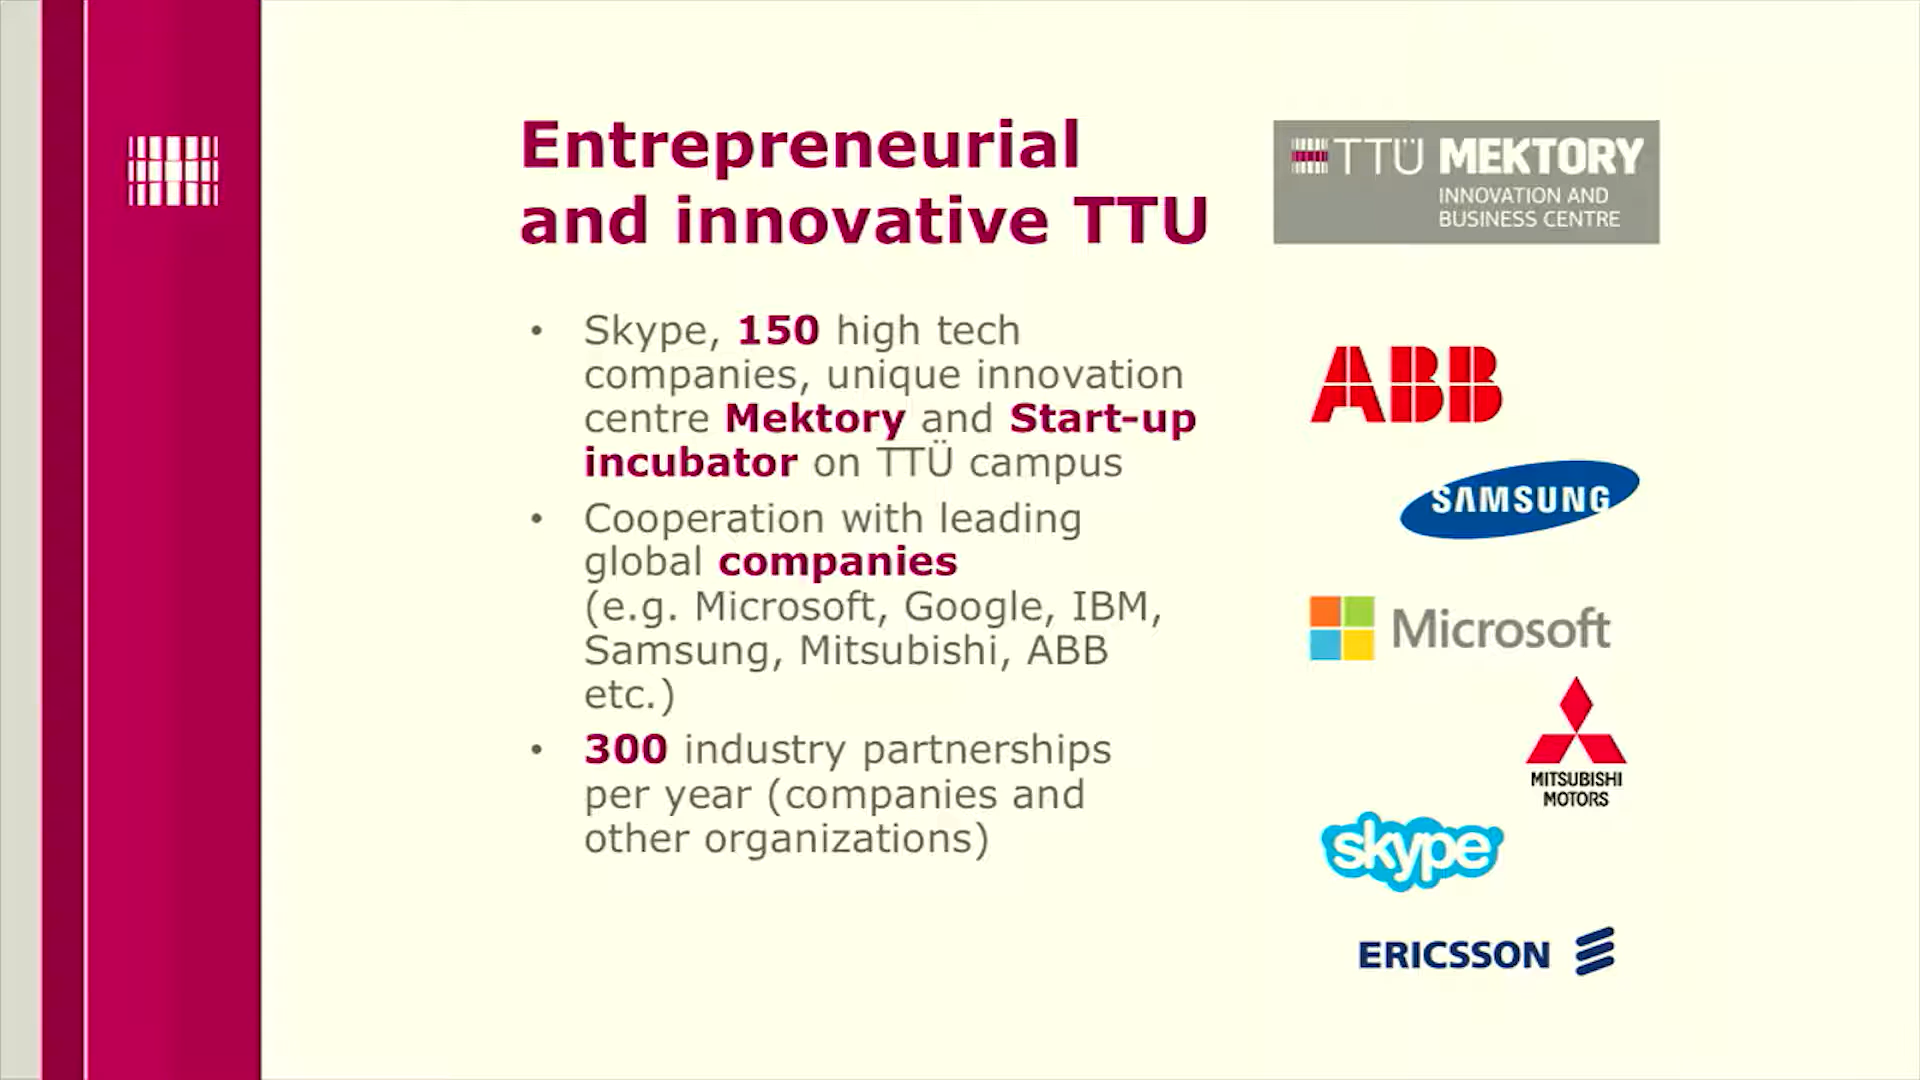 Entrepreneurial
and innovative TTU
• Skype, 150 high tech
companies, unique innovation
centre Mektory and Start-up
incubator on TTÜ campus
• Cooperation with leading
global companies
(e.g. Microsoft, Google, IBM,
Samsung, Mitsubishi, ABB
etc.)
• 300 industry partnerships
per year (companies and
other organizations)
TTÜ MEKTORY
INNOVATION AND
BUSINESS CENTRE
ABB
SAMSUNG
Microsoft
MITSUBISHI
MOTORS
skype
ERICSSON